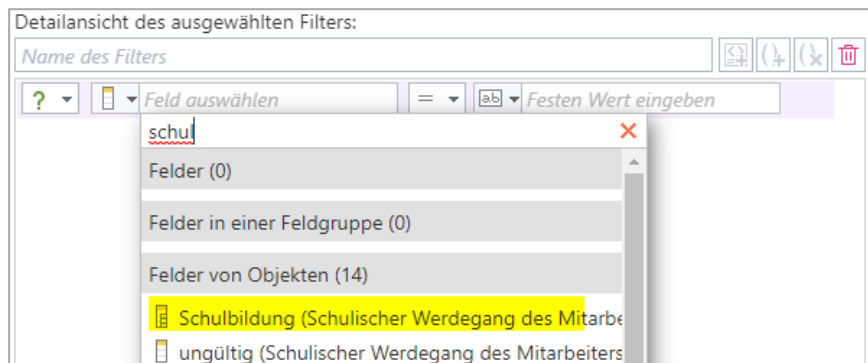 Detailansicht des ausgewählten Filters:
Name des Filters
? Feld auswählen = ab Festen Wert eingeben
schul
Felder (0)
Felder in einer Feldgruppe (0)
Felder von Objekten (14)
Schulbildung (Schulischer Werdegang des Mitarbe
ungültig (Schulischer Werdegang des Mitarbeiters